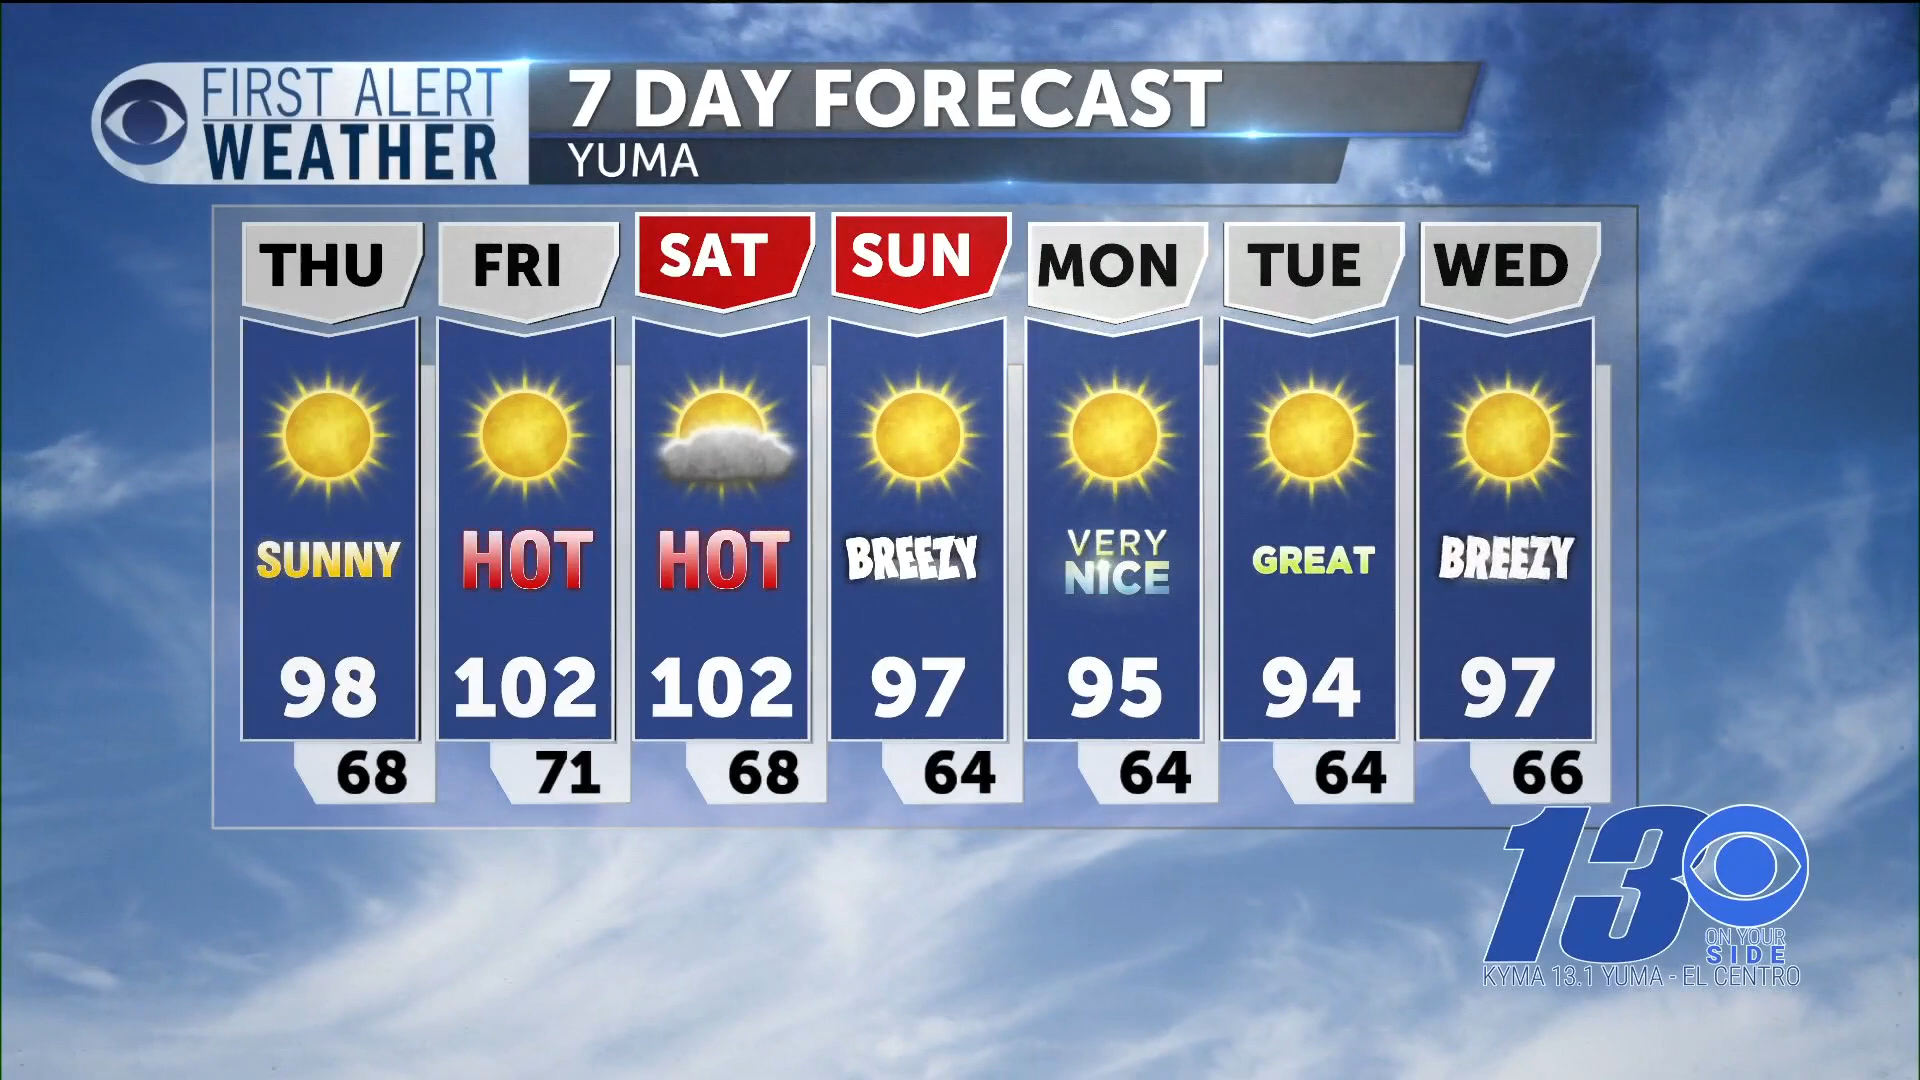 FIRST ALERT
WEATHER
7 DAY FORECAST
YUMA
THU FRI SAT SUN MON TUE WED
SUNNY HOT HOT BREEZY VERY NICE GREAT BREEZY
98 102 102 97 95 94 97
68 71 68 64 64 64 66
13
ON YOUR
SIDE
KYMA 13.1 YUMA - EL CENTRO